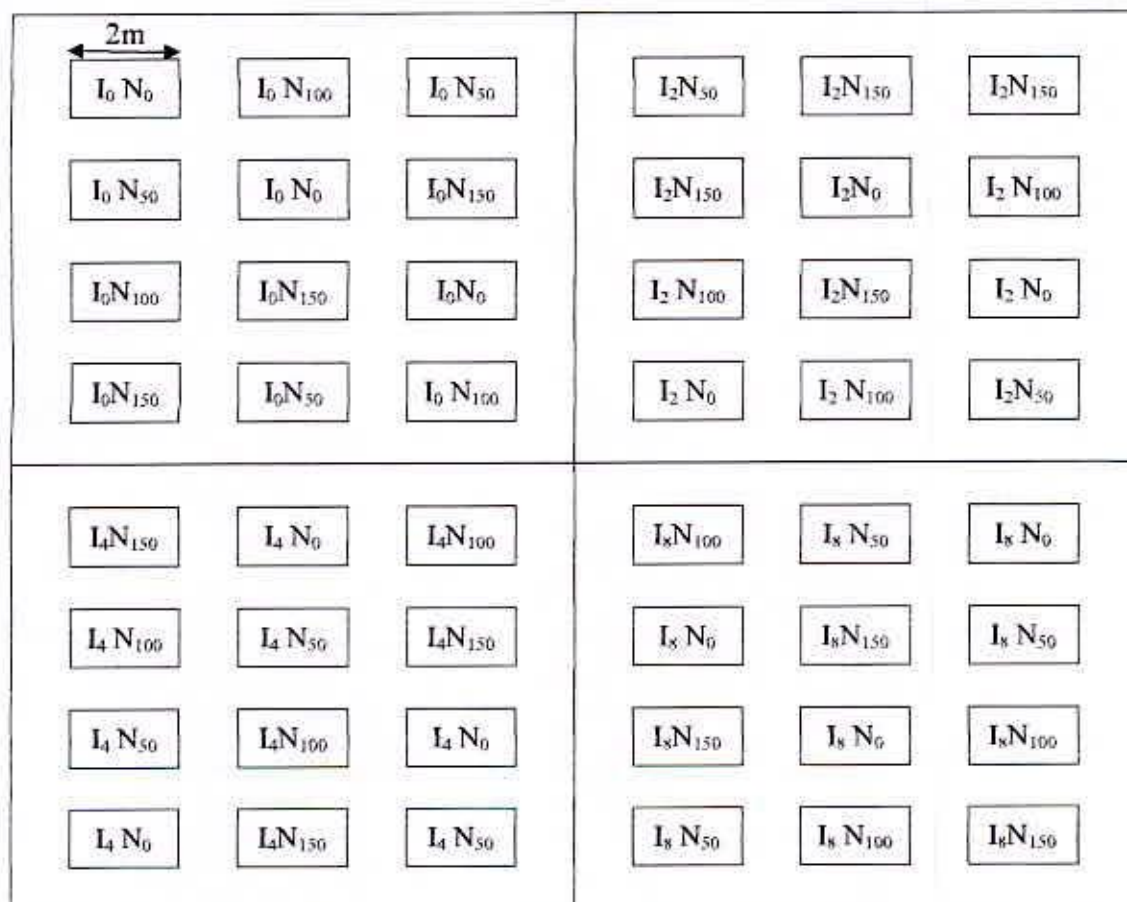 2m
I₀ N₀ I₀ N₁₀₀ I₀ N₅₀ I₂N₅₀ I₂N₁₅₀ I₂N₁₅₀
I₀ N₅₀ I₀ N₀ I₀N₁₅₀ I₂N₁₅₀ I₂N₀ I₂ N₁₀₀
I₀N₁₀₀ I₀N₁₅₀ I₀N₀ I₂ N₁₀₀ I₂N₁₅₀ I₂ N₀
I₀N₁₅₀ I₀N₅₀ I₀ N₁₀₀ I₂ N₀ I₂ N₁₀₀ I₂N₅₀
I₄N₁₅₀ I₄ N₀ I₄N₁₀₀ I₈N₁₀₀ I₈ N₅₀ I₈ N₀
I₄ N₁₀₀ I₄ N₅₀ I₄N₁₅₀ I₈ N₀ I₈N₁₅₀ I₈ N₅₀
I₄ N₅₀ I₄N₁₀₀ I₄ N₀ I₈N₁₅₀ I₈ N₀ I₈N₁₀₀
I₄ N₀ I₄N₁₅₀ I₄ N₅₀ I₈ N₅₀ I₈ N₁₀₀ I₈N₁₅₀